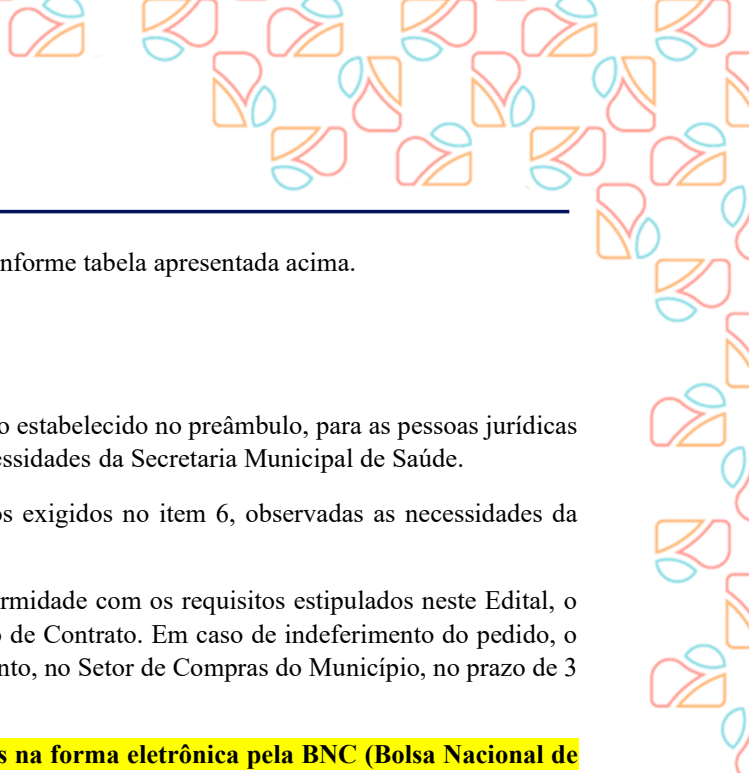 nforme tabela apresentada acima.
o estabelecido no preâmbulo, para as pessoas jurídicas
essidades da Secretaria Municipal de Saúde.
os exigidos no item 6, observadas as necessidades da
rmidade com os requisitos estipulados neste Edital, o
o de Contrato. Em caso de indeferimento do pedido, o
nto, no Setor de Compras do Município, no prazo de 3
s na forma eletrônica pela BNC (Bolsa Nacional de